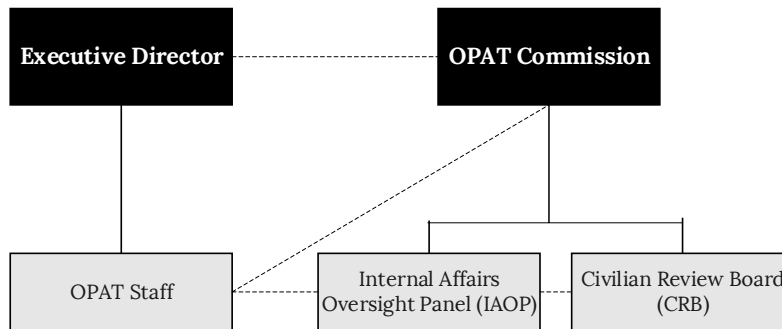 Executive Director
OPAT Commission
OPAT Staff
Internal Affairs
Oversight Panel (IAOP)
Civilian Review Board
(CRB)